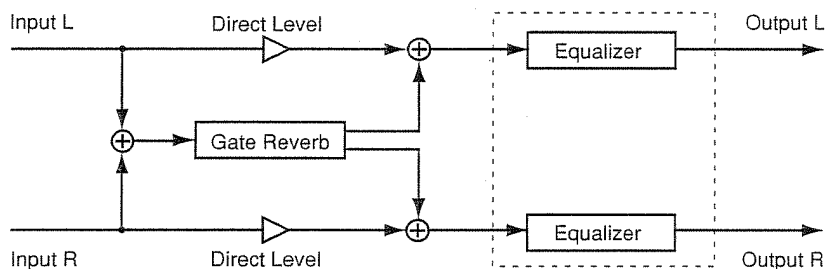 Input L
Direct Level
Output L
Equalizer
Gate Reverb
Equalizer
Input R
Direct Level
Output R